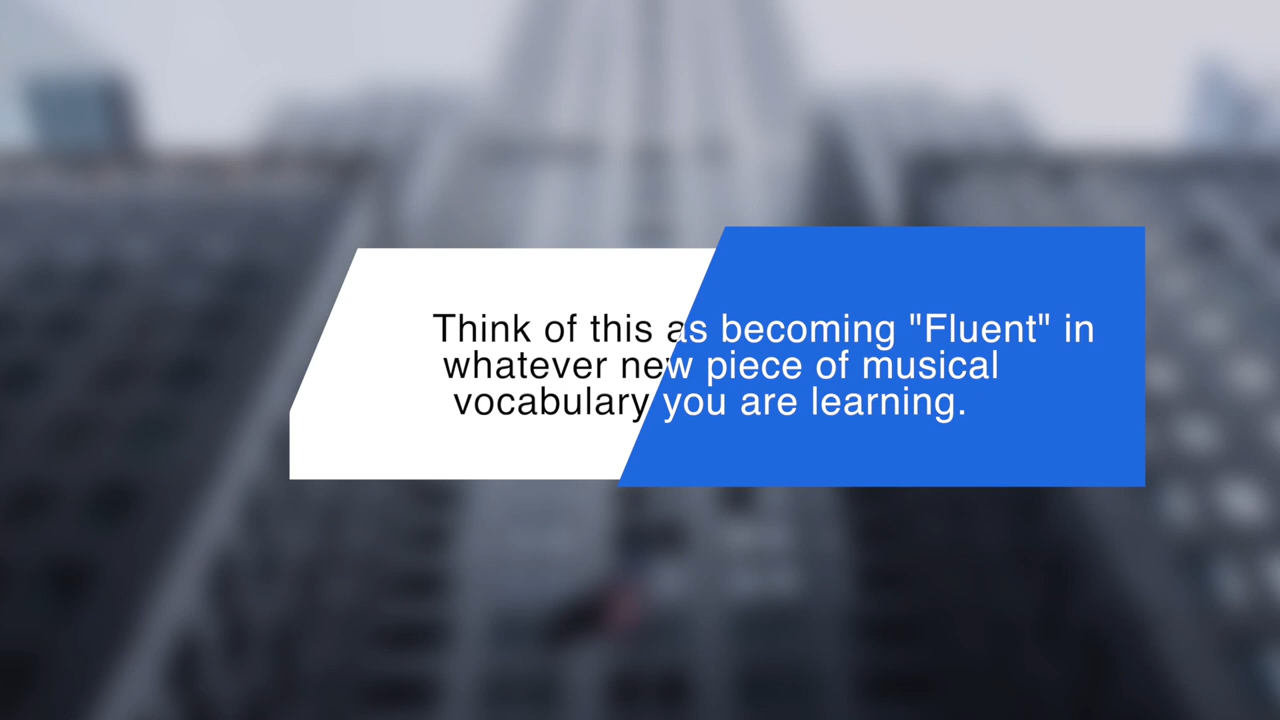 Think of this as becoming "Fluent" in
whatever new piece of musical
vocabulary you are learning.